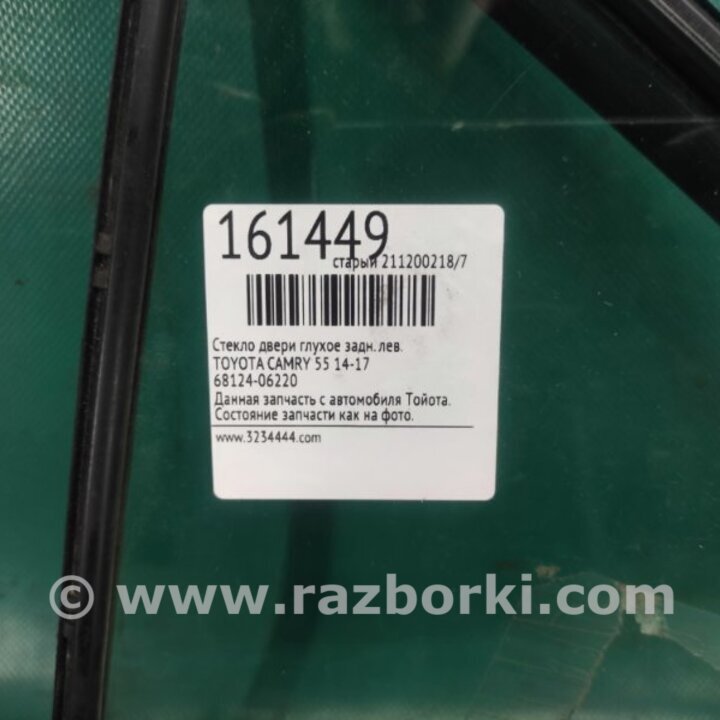 161449
старый 211200218/7
Стекло двери глухое задн. лев.
TOYOTA CAMRY 55 14-17
68124-06220
Данная запчасть с автомобиля Тойота.
Состояние запчасти как на фото.
www.3234444.com
© www.razborki.com